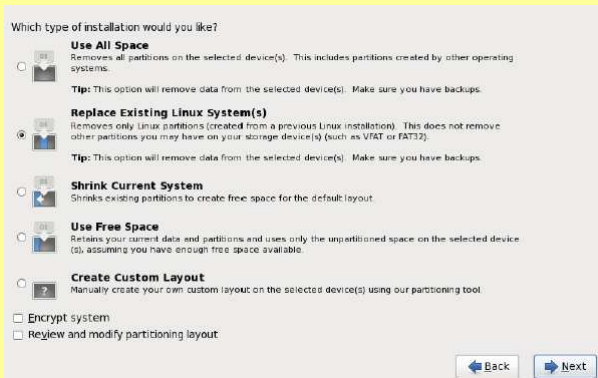 Which type of installation would you like?
Use All Space
Removes all partitions on the selected device(s). This includes partitions created by other operating
systems.
Tip: This option will remove data from the selected device(s). Make sure you have backups.
Replace Existing Linux System(s)
Removes only Linux partitions (created from a previous Linux installation). This does not remove
other partitions you may have on your storage device(s) (such as VFAT or FAT32).
Tip: This option will remove data from the selected device(s). Make sure you have backups.
Shrink Current System
Shrinks existing partitions to create free space for the default layout.
Use Free Space
Retains your current data and partitions and uses only the unpartitioned space on the selected device
(s), assuming you have enough free space available.
Create Custom Layout
?
Manually create your own custom layout on the selected device(s) using our partitioning tool.
Encrypt system
Review and modify partitioning layout
Back Next